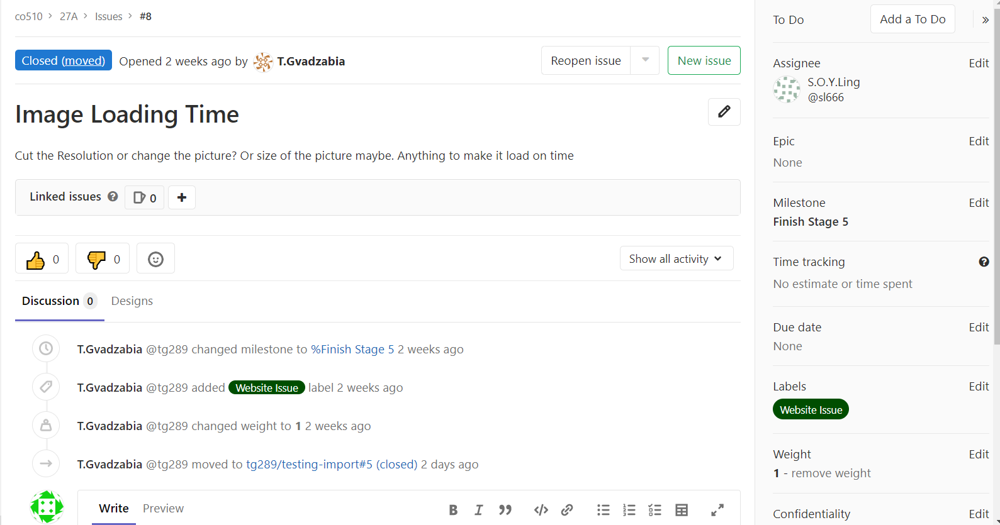 co510 > 27A > Issues > #8
Closed (moved) Opened 2 weeks ago by T.Gvadzabia
Reopen issue
New issue
Image Loading Time
Cut the Resolution or change the picture? Or size of the picture maybe. Anything to make it load on time
Linked issues ? 0 +
0 0
Show all activity
Discussion 0 Designs
T.Gvadzabia @tg289 changed milestone to %Finish Stage 5 2 weeks ago
T.Gvadzabia @tg289 added Website Issue label 2 weeks ago
T.Gvadzabia @tg289 changed weight to 1 2 weeks ago
T.Gvadzabia @tg289 moved to tg289/testing-import#5 (closed) 2 days ago
Write Preview
To Do Add a To Do »
Assignee Edit
S.O.Y.Ling
@sl666
Epic Edit
None
Milestone Edit
Finish Stage 5
Time tracking ?
No estimate or time spent
Due date Edit
None
Labels Edit
Website Issue
Weight Edit
1 - remove weight
Confidentiality Edit